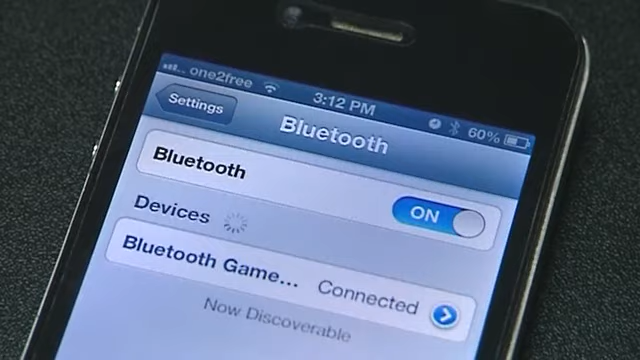 one2free 3:12 PM 60%
Settings Bluetooth
Bluetooth ON
Devices
Bluetooth Game... Connected
Now Discoverable